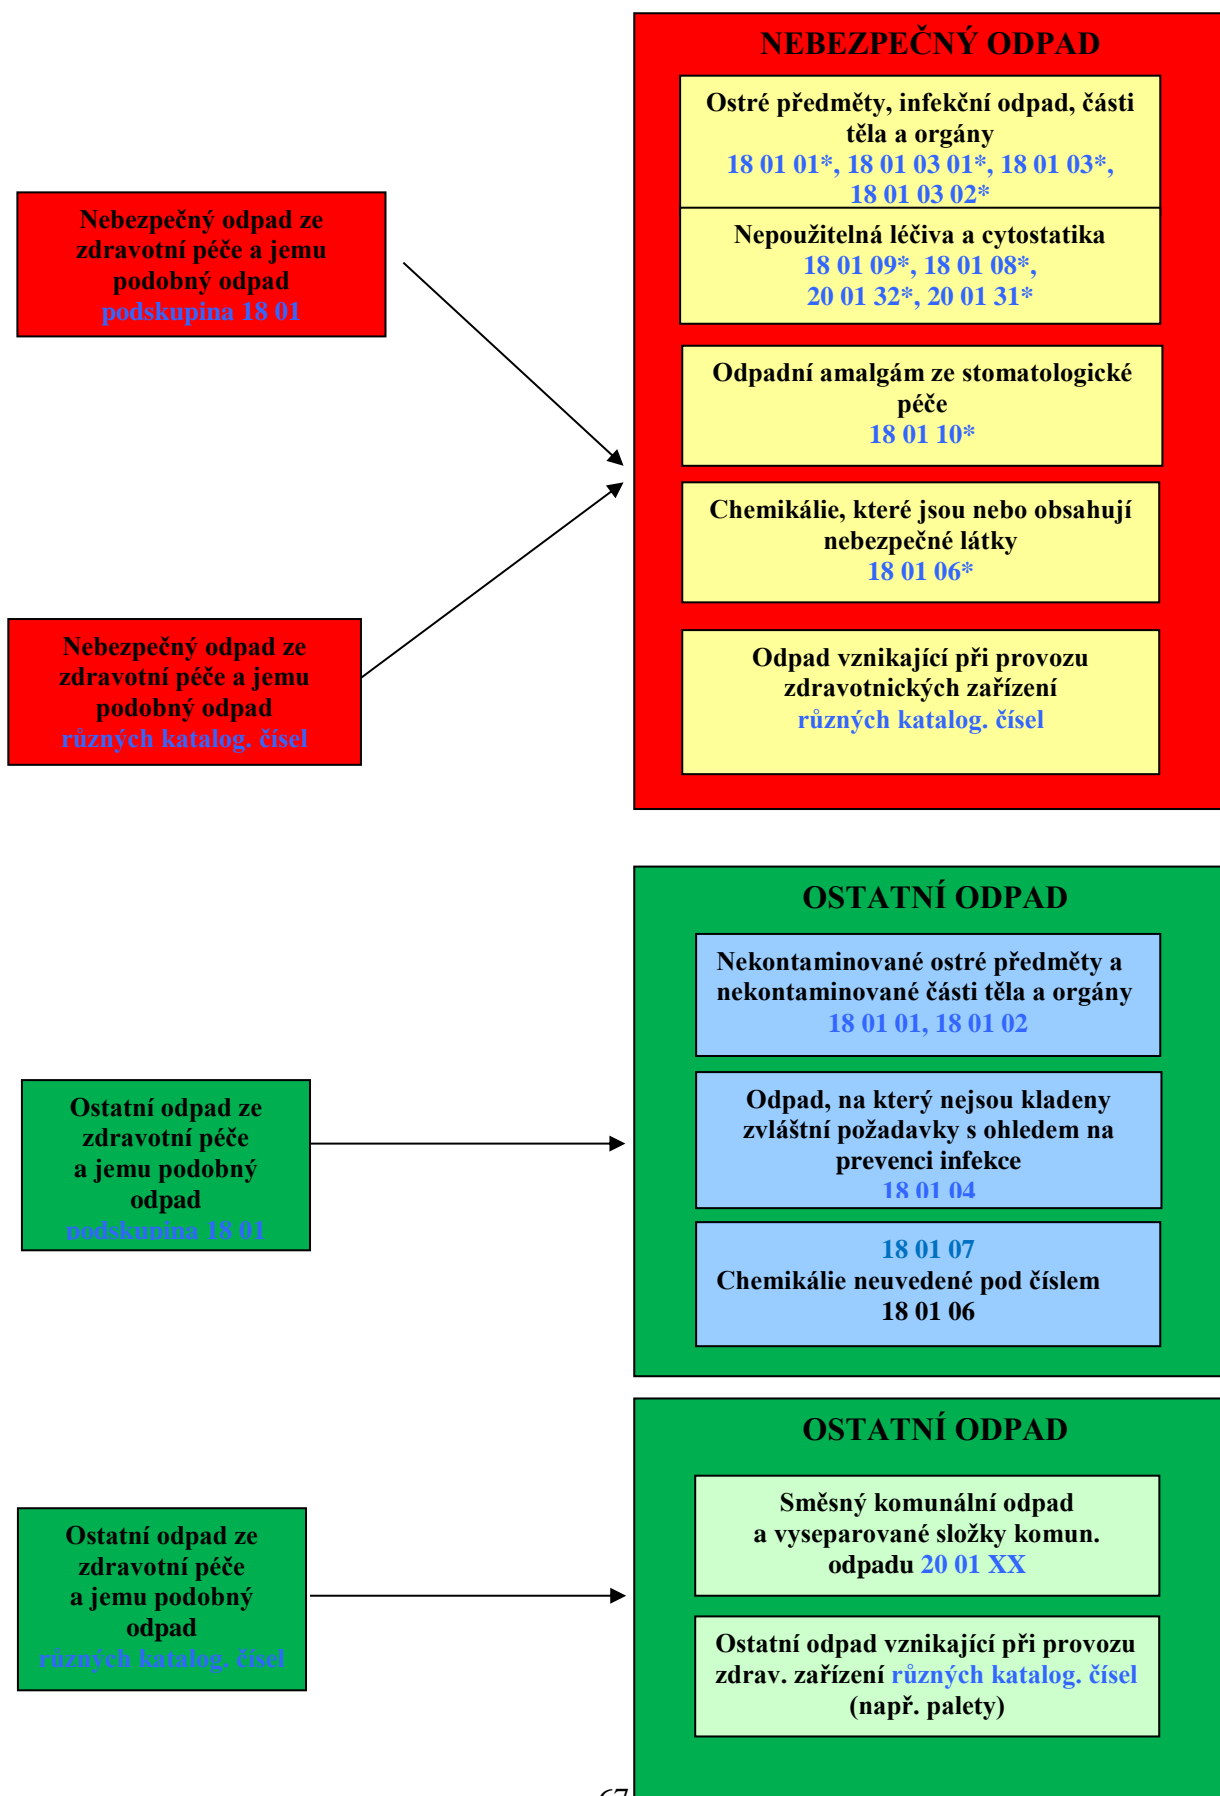 NEBEZPEČNÝ ODPAD
Ostré předměty, infekční odpad, části
těla a orgány
18 01 01*, 18 01 03 01*, 18 01 03*,
18 01 03 02*
Nepoužitelná léčiva a cytostatika
18 01 09*, 18 01 08*,
20 01 32*, 20 01 31*
Odpadní amalgám ze stomatologické
péče
18 01 10*
Chemikálie, které jsou nebo obsahují
nebezpečné látky
18 01 06*
Odpad vznikající při provozu
zdravotnických zařízení
různých katalog. čísel
Nebezpečný odpad ze
zdravotní péče a jemu
podobný odpad
podskupina 18 01
Nebezpečný odpad ze
zdravotní péče a jemu
podobný odpad
různých katalog. čísel
OSTATNÍ ODPAD
Nekontaminované ostré předměty a
nekontaminované části těla a orgány
18 01 01, 18 01 02
Odpad, na který nejsou kladeny
zvláštní požadavky s ohledem na
prevenci infekce
18 01 04
18 01 07
Chemikálie neuvedené pod číslem
18 01 06
Ostatní odpad ze
zdravotní péče
a jemu podobný
odpad
podskupina 18 01
OSTATNÍ ODPAD
Směsný komunální odpad
a vyseparované složky komun.
odpadu 20 01 XX
Ostatní odpad vznikající při provozu
zdrav. zařízení různých katalog. čísel
(např. palety)
Ostatní odpad ze
zdravotní péče
a jemu podobný
odpad
různých katalog. čísel
67